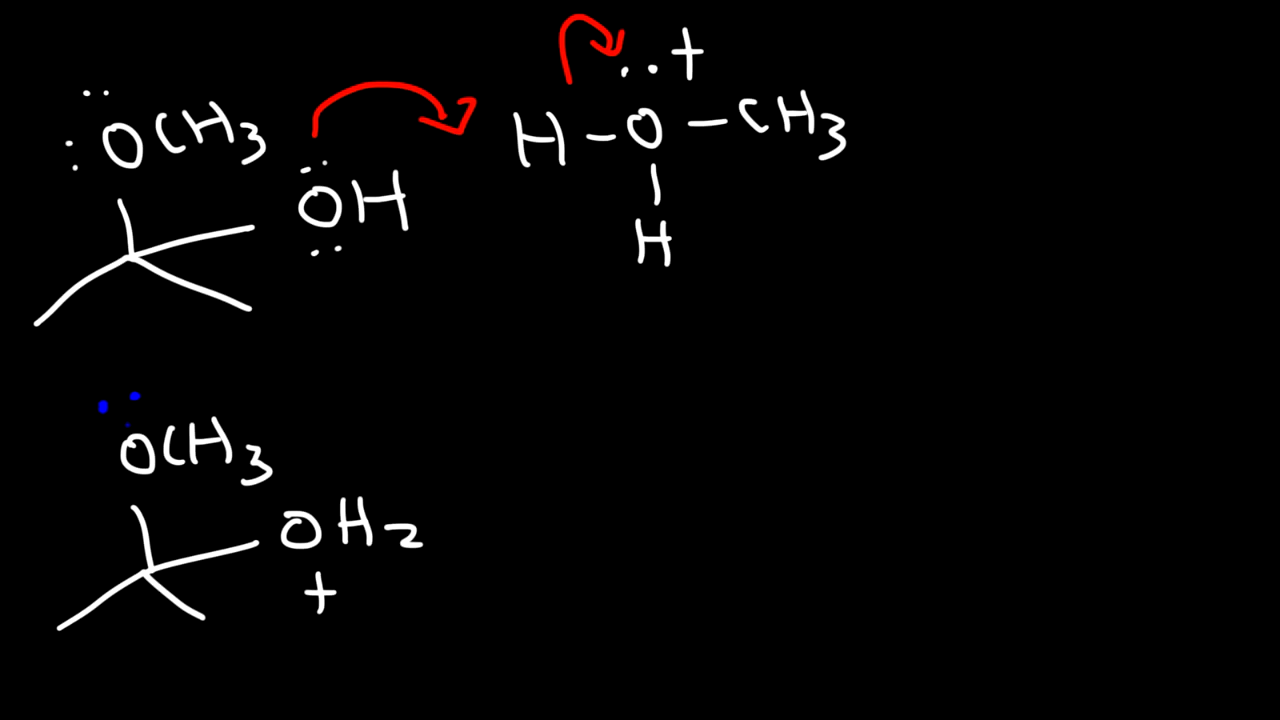 OCH3
OH
H-O-CH3
+
H
OCH3
OH2
+